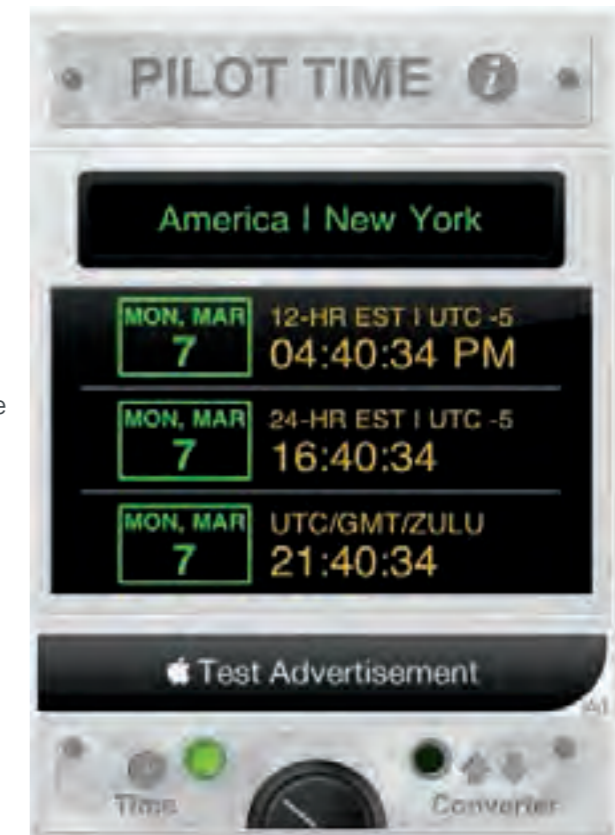 PILOT TIME i
America | New York
MON, MAR
7
12-HR EST | UTC -5
04:40:34 PM
MON, MAR
7
24-HR EST | UTC -5
16:40:34
MON, MAR
7
UTC/GMT/ZULU
21:40:34
Test Advertisement
Ad
Time
Converter
e